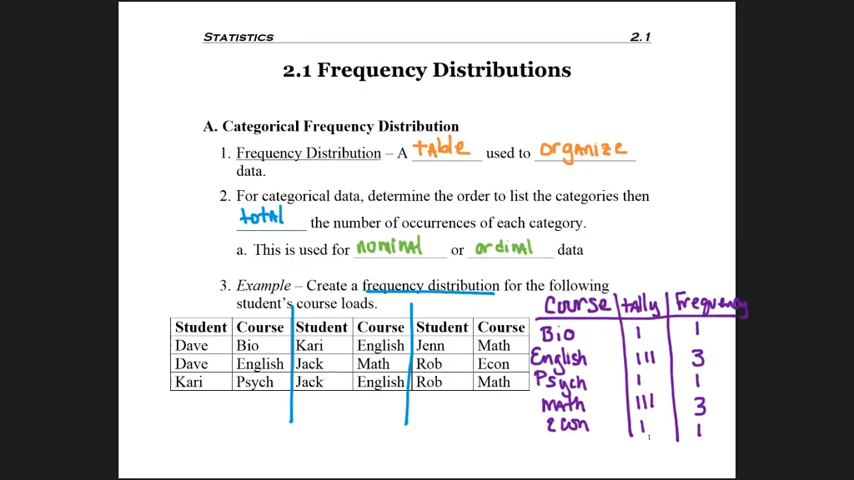 STATISTICS 2.1
2.1 Frequency Distributions
A. Categorical Frequency Distribution
1. Frequency Distribution – A table used to organize
data.
2. For categorical data, determine the order to list the categories then
total the number of occurrences of each category.
a. This is used for nominal or ordinal data
3. Example – Create a frequency distribution for the following
student's course loads.
Student Course Student Course Student Course
Dave Bio Kari English Jenn Math
Dave English Jack Math Rob Econ
Kari Psych Jack English Rob Math
Course tally Frequency
Bio I 1
English III 3
Psych I 1
MATH III 3
Econ I 1